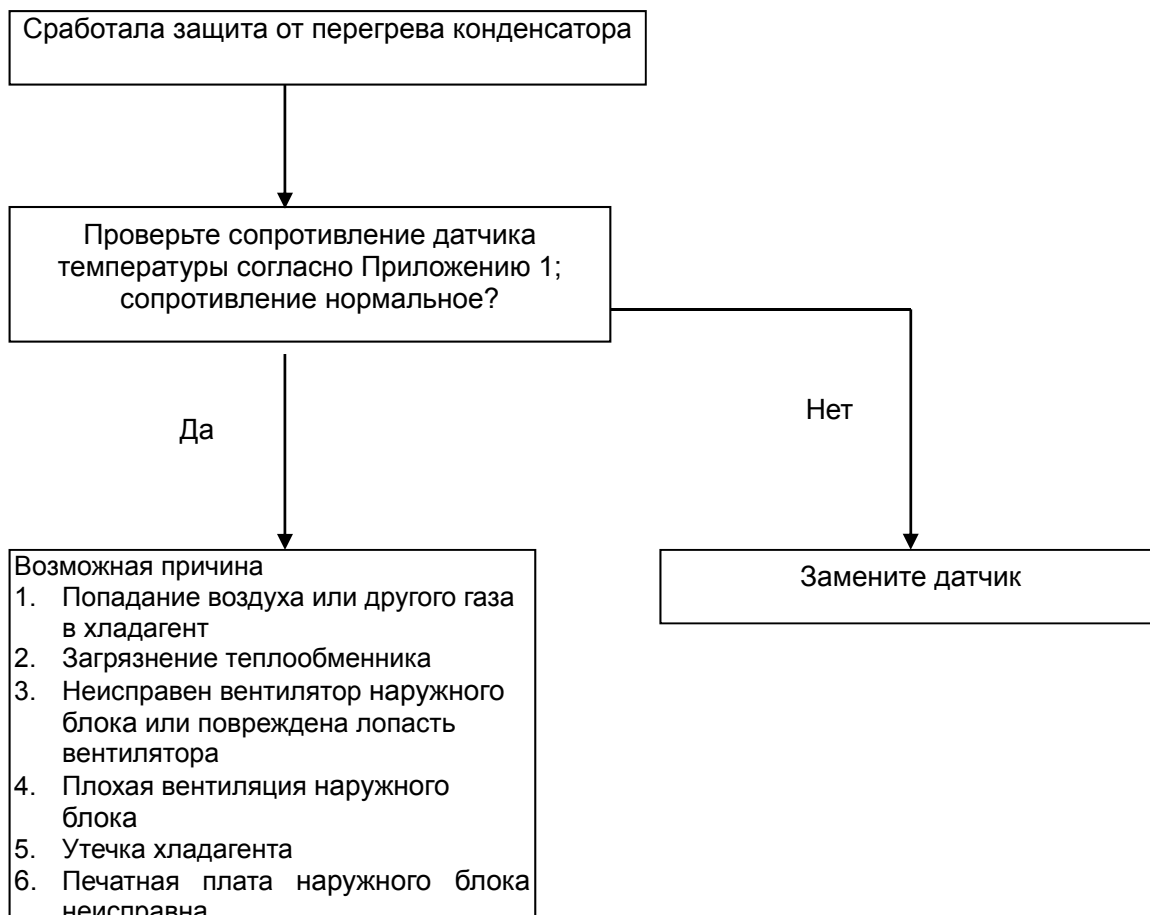 Сработала защита от перегрева конденсатора
Проверьте сопротивление датчика
температуры согласно Приложению 1;
сопротивление нормальное?
Да
Нет
Возможная причина
1. Попадание воздуха или другого газа
в хладагент
2. Загрязнение теплообменника
3. Неисправен вентилятор наружного
блока или повреждена лопасть
вентилятора
4. Плохая вентиляция наружного
блока
5. Утечка хладагента
6. Печатная плата наружного блока
неисправна
Замените датчик